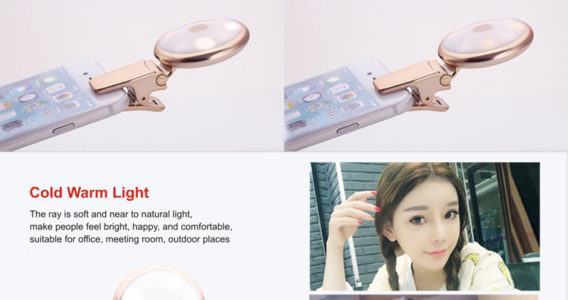 Cold Warm Light
The ray is soft and near to natural light,
make people feel bright, happy, and comfortable,
suitable for office, meeting room, outdoor places